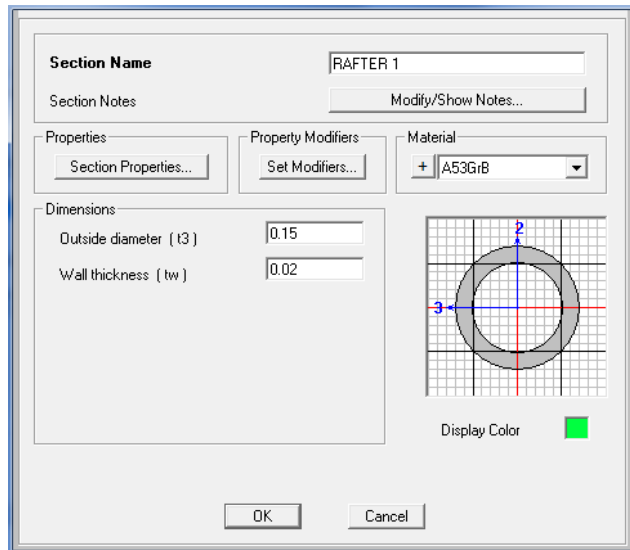 Section Name RAFTER 1
Section Notes Modify/Show Notes...
Properties Property Modifiers Material
Section Properties... Set Modifiers... + A53GrB
Dimensions
Outside diameter ( t3 ) 0.15
Wall thickness ( tw ) 0.02
2
3
Display Color
OK Cancel